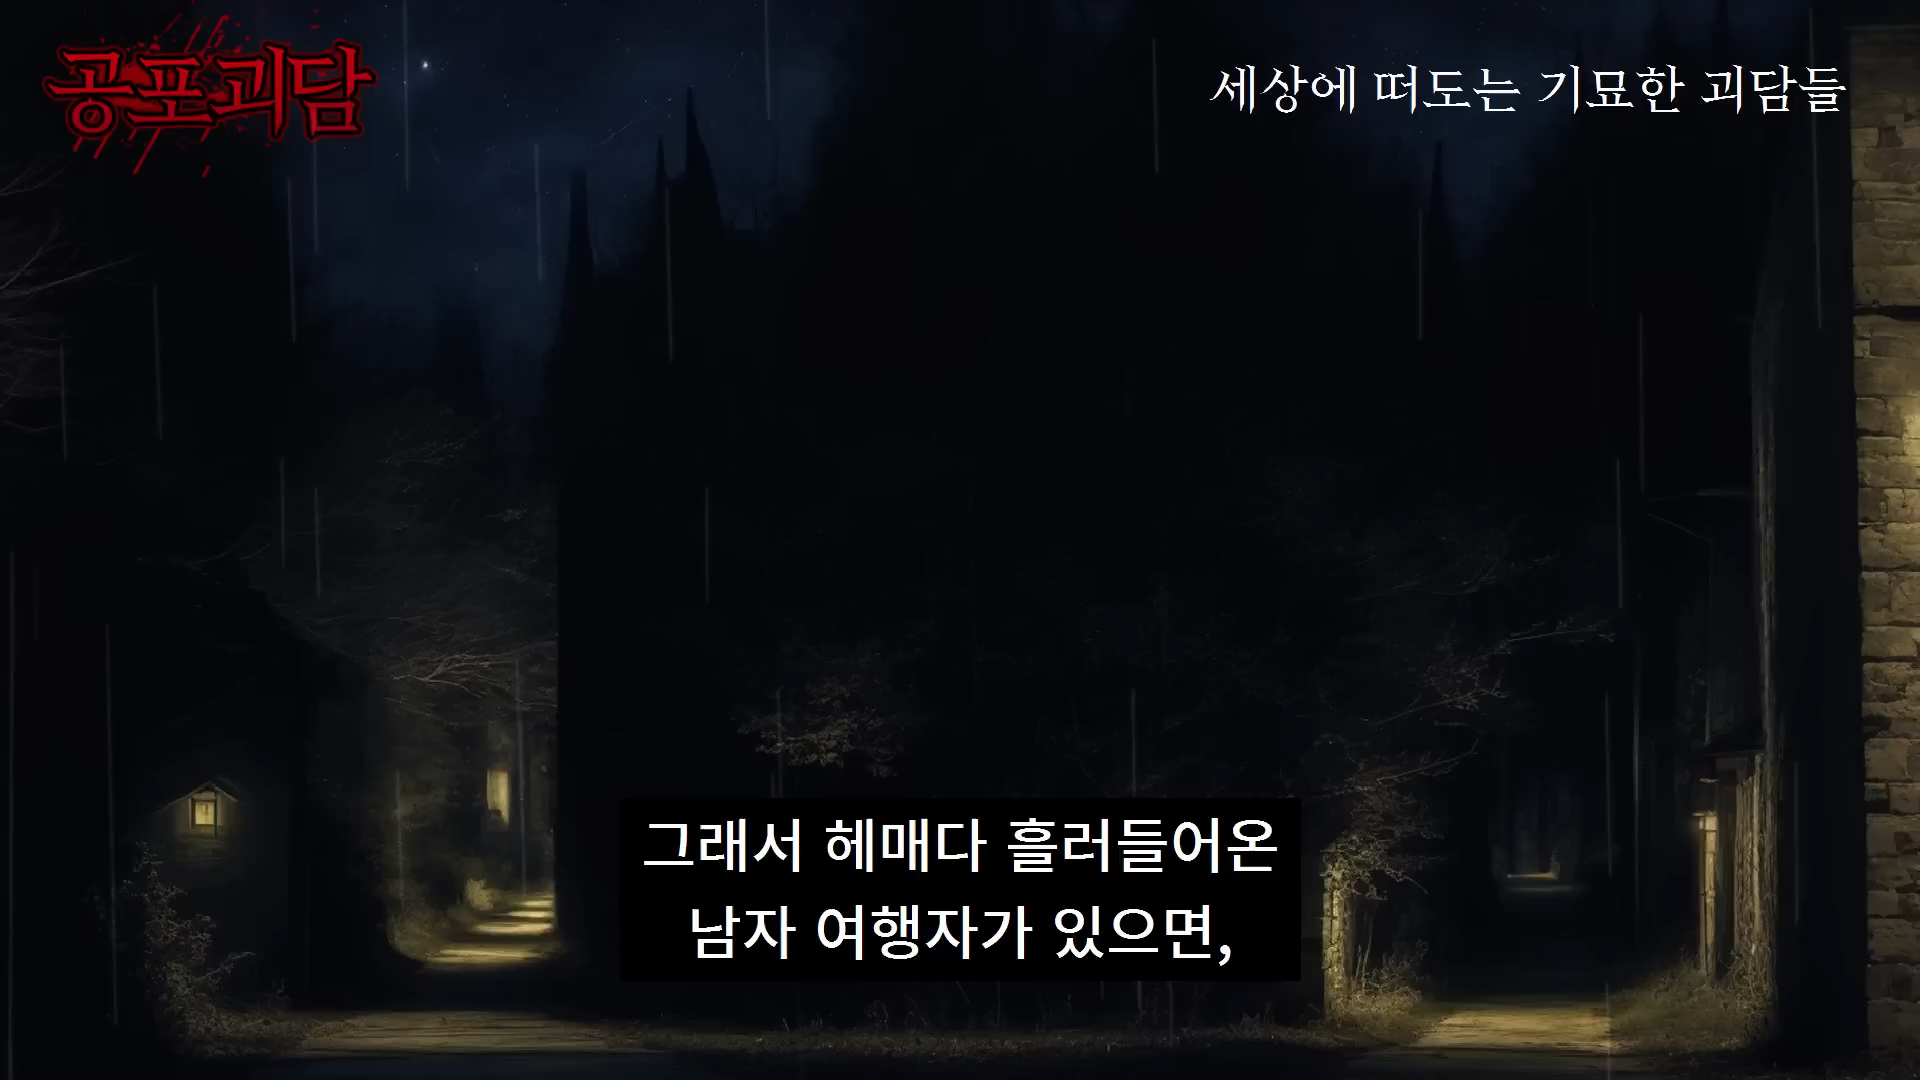 공포괴담
세상에 떠도는 기묘한 괴담들
그래서 헤매다 흘러들어온
남자 여행자가 있으면,